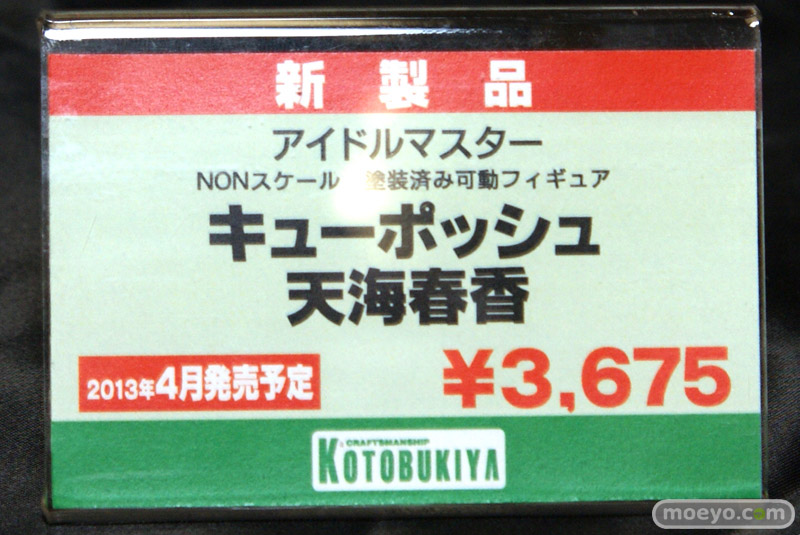 新製品
アイドルマスター
NONスケール 塗装済み可動フィギュア
キューポッシュ
天海春香
2013年4月発売予定
¥3,675
CRAFTSMANSHIP
KOTOBUKIYA
moeyo.com